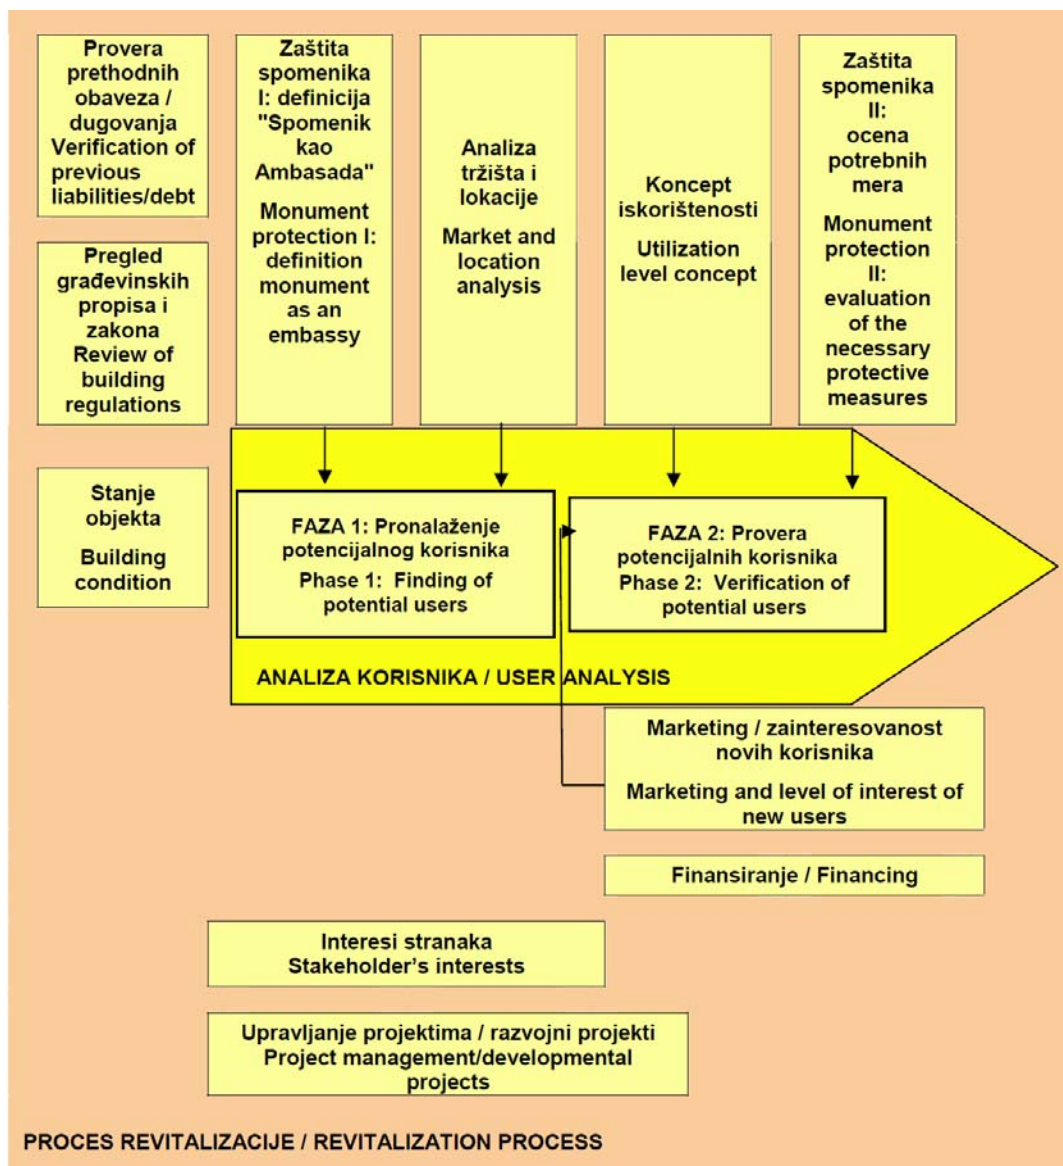 Provera
prethodnih
obaveza /
dugovanja
Verification of
previous
liabilities/debt
Pregled
građevinskih
propisa i
zakona
Review of
building
regulations
Stanje
objekta
Building
condition
Zaštita
spomenika
I: definicija
"Spomenik
kao
Ambasada"
Monument
protection I:
definition
monument
as an
embassy
Analiza
tržišta i
lokacije
Market and
location
analysis
Koncept
iskorištenosti
Utilization
level concept
Zaštita
spomenika
II:
ocena
potrebnih
mera
Monument
protection
II:
evaluation
of the
necessary
protective
measures
FAZA 1: Pronalaženje
potencijalnog korisnika
Phase 1: Finding of
potential users
FAZA 2: Provera
potencijalnih korisnika
Phase 2: Verification of
potential users
ANALIZA KORISNIKA / USER ANALYSIS
Marketing / zainteresovanost
novih korisnika
Marketing and level of interest of
new users
Finansiranje / Financing
Interesi stranaka
Stakeholder's interests
Upravljanje projektima / razvojni projekti
Project management/developmental
projects
PROCES REVITALIZACIJE / REVITALIZATION PROCESS